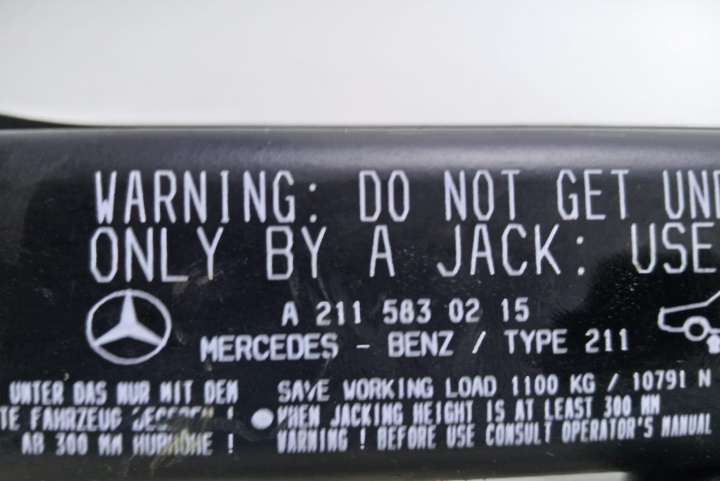 WARNING: DO NOT GET UND
ONLY BY A JACK: USE
A 211 583 02 15
MERCEDES - BENZ / TYPE 211
UNTER DAS NUR MIT DEM
TE FAHRZEUG !
AB 300 MM HUBHÖHE !
SAVE WORKING LOAD 1100 KG / 10791 N
WHEN JACKING HEIGHT IS AT LEAST 300 MM
WARNING ! BEFORE USE CONSULT OPERATOR'S MANUAL